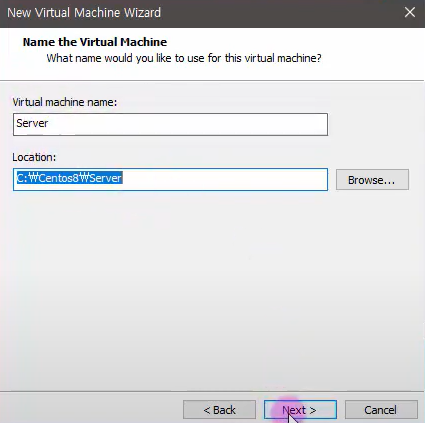 New Virtual Machine Wizard
Name the Virtual Machine
What name would you like to use for this virtual machine?
Virtual machine name:
Server
Location:
C:₩Centos8₩Server
Browse...
< Back
Next >
Cancel